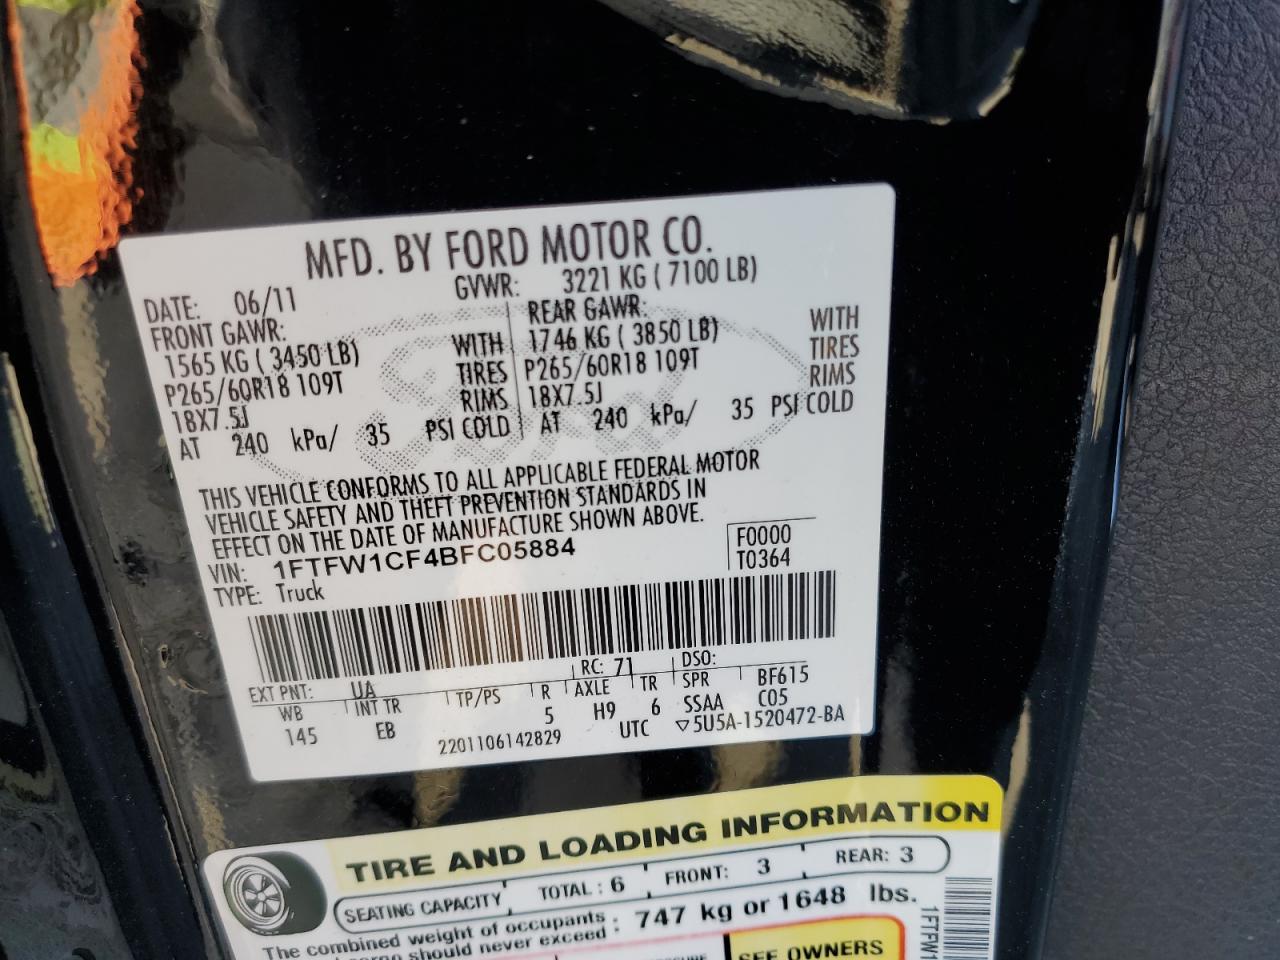 MFD. BY FORD MOTOR CO.
DATE: 06/11 GVWR: 3221 KG ( 7100 LB)
FRONT GAWR: REAR GAWR:
1565 KG ( 3450 LB) WITH 1746 KG ( 3850 LB) WITH
P265/60R18 109T TIRES P265/60R18 109T TIRES
18X7.5J RIMS 18X7.5J RIMS
AT 240 kPa/ 35 PSI COLD AT 240 kPa/ 35 PSI COLD
THIS VEHICLE CONFORMS TO ALL APPLICABLE FEDERAL MOTOR
VEHICLE SAFETY AND THEFT PREVENTION STANDARDS IN
EFFECT ON THE DATE OF MANUFACTURE SHOWN ABOVE.
VIN: 1FTFW1CF4BFC05884 F0000
TYPE: Truck T0364
EXT PNT: UA RC: 71 DSO:
WB INT TR TP/PS R AXLE TR SPR BF615
145 EB 5 H9 6 SSAA C05
2201106142829 UTC ▽5U5A-1520472-BA
TIRE AND LOADING INFORMATION
SEATING CAPACITY TOTAL : 6 FRONT: 3 REAR: 3
The combined weight of occupants
should never exceed : 747 kg or 1648 lbs.
SEE OWNERS
1FTFW1